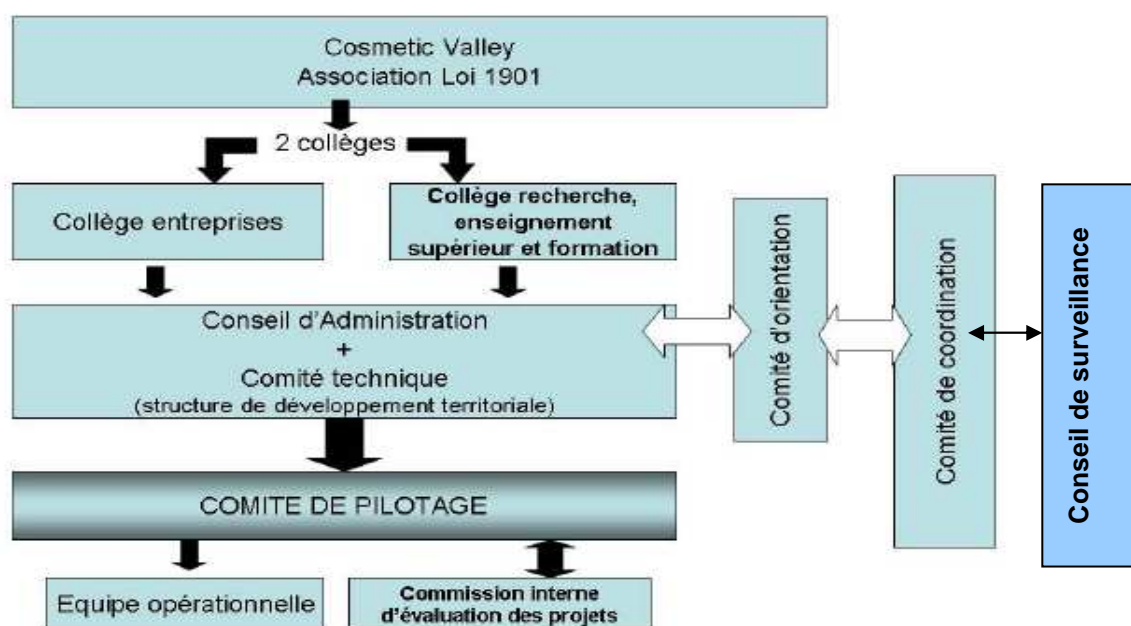 Cosmetic Valley
Association Loi 1901
2 collèges
Collège entreprises
Collège recherche,
enseignement
supérieur et formation
Conseil d'Administration
+
Comité technique
(structure de développement territoriale)
COMITE DE PILOTAGE
Equipe opérationnelle
Commission interne
d'évaluation des projets
Comité d'orientation
Comité de coordination
Conseil de surveillance